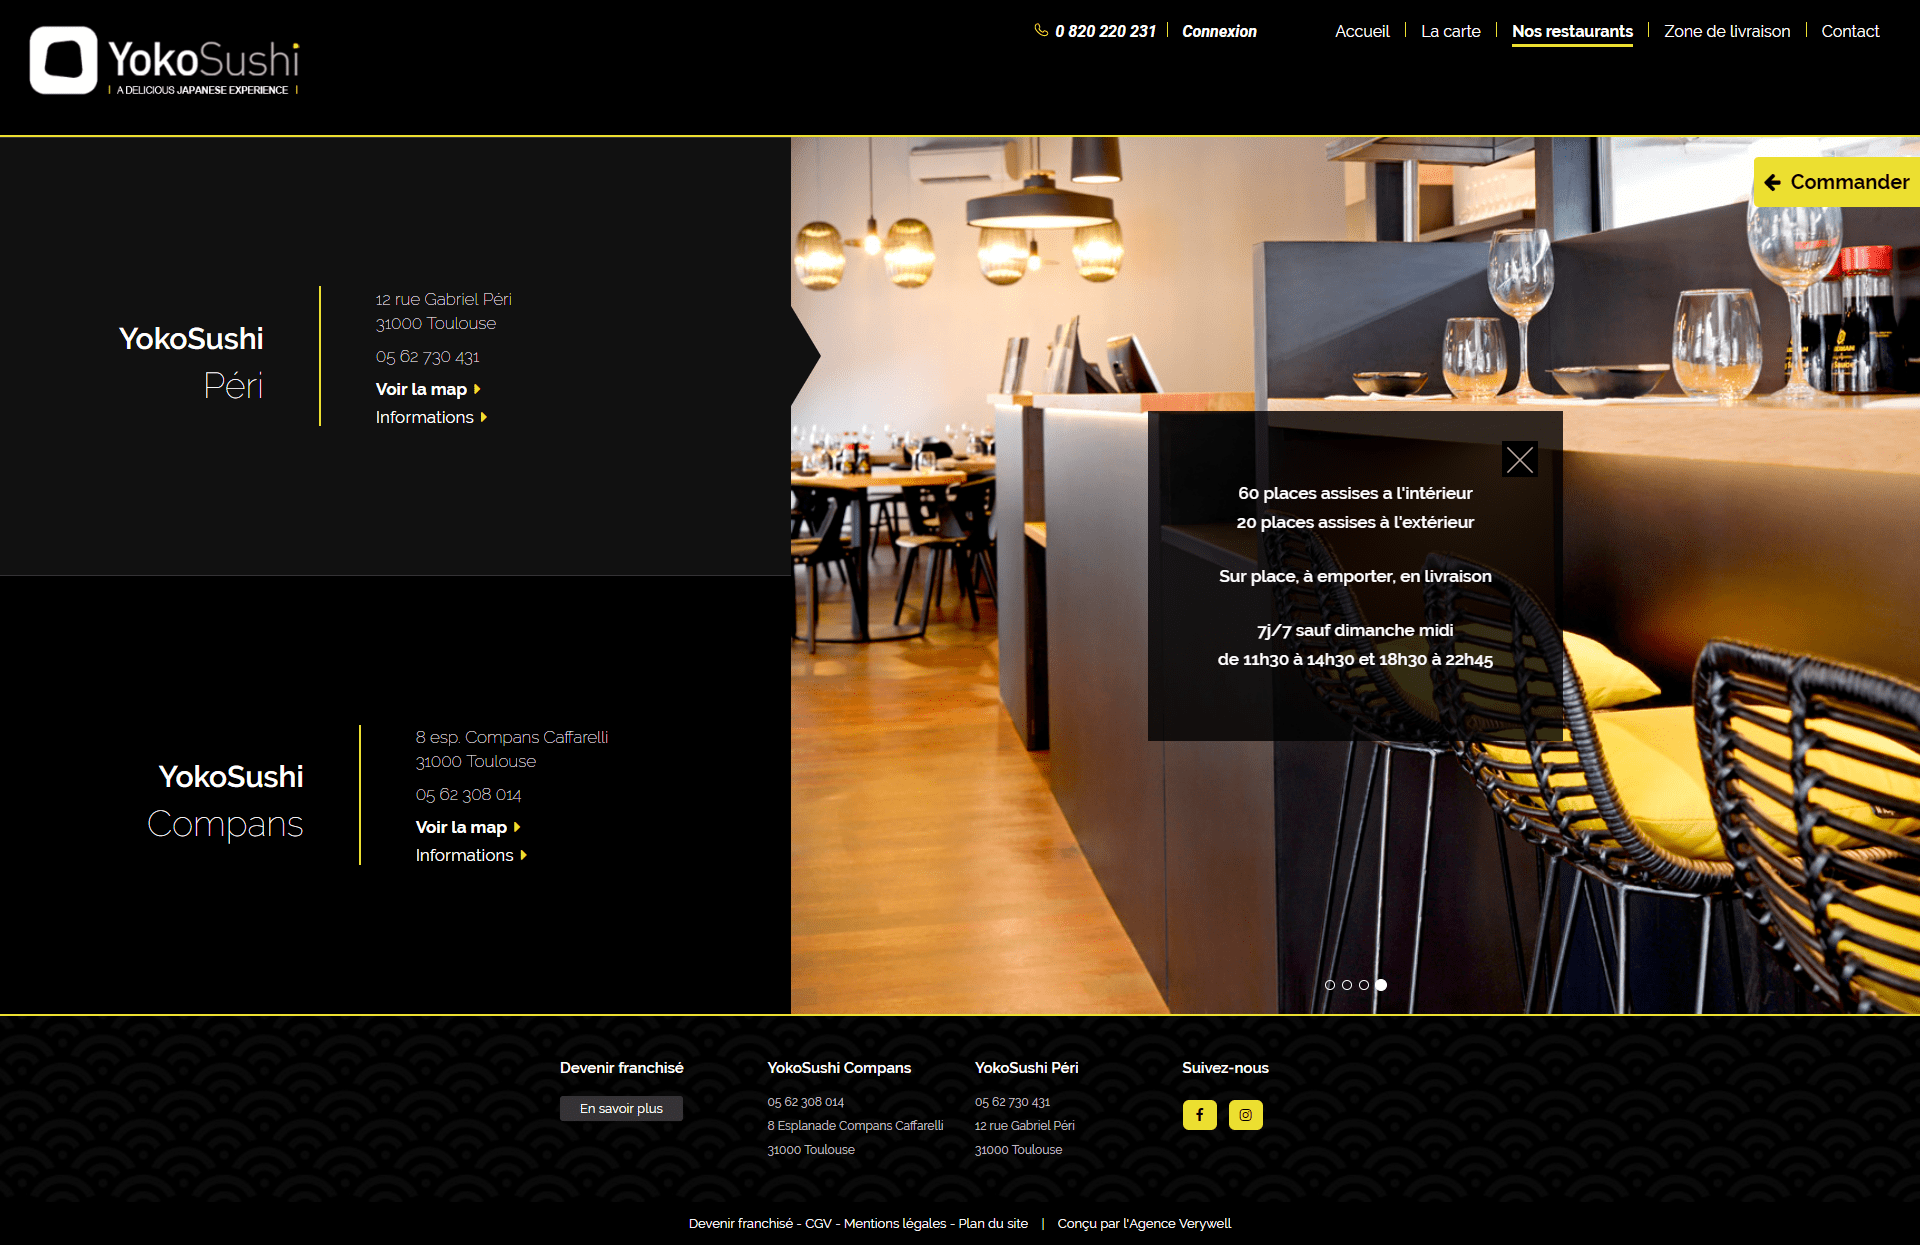 YokoSushi
A DELICIOUS JAPANESE EXPERIENCE
0 820 220 231
Connexion
Accueil
La carte
Nos restaurants
Zone de livraison
Contact
Commander
YokoSushi
Péri
12 rue Gabriel Péri
31000 Toulouse
05 62 730 431
Voir la map
Informations
60 places assises a l'intérieur
20 places assises à l'extérieur
Sur place, à emporter, en livraison
7j/7 sauf dimanche midi
de 11h30 à 14h30 et 18h30 à 22h45
YokoSushi
Compans
8 esp. Compans Caffarelli
31000 Toulouse
05 62 308 014
Voir la map
Informations
Devenir franchisé
En savoir plus
YokoSushi Compans
05 62 308 014
8 Esplanade Compans Caffarelli
31000 Toulouse
YokoSushi Péri
05 62 730 431
12 rue Gabriel Péri
31000 Toulouse
Suivez-nous
Devenir franchisé - CGV - Mentions légales - Plan du site | Conçu par l'Agence Verywell